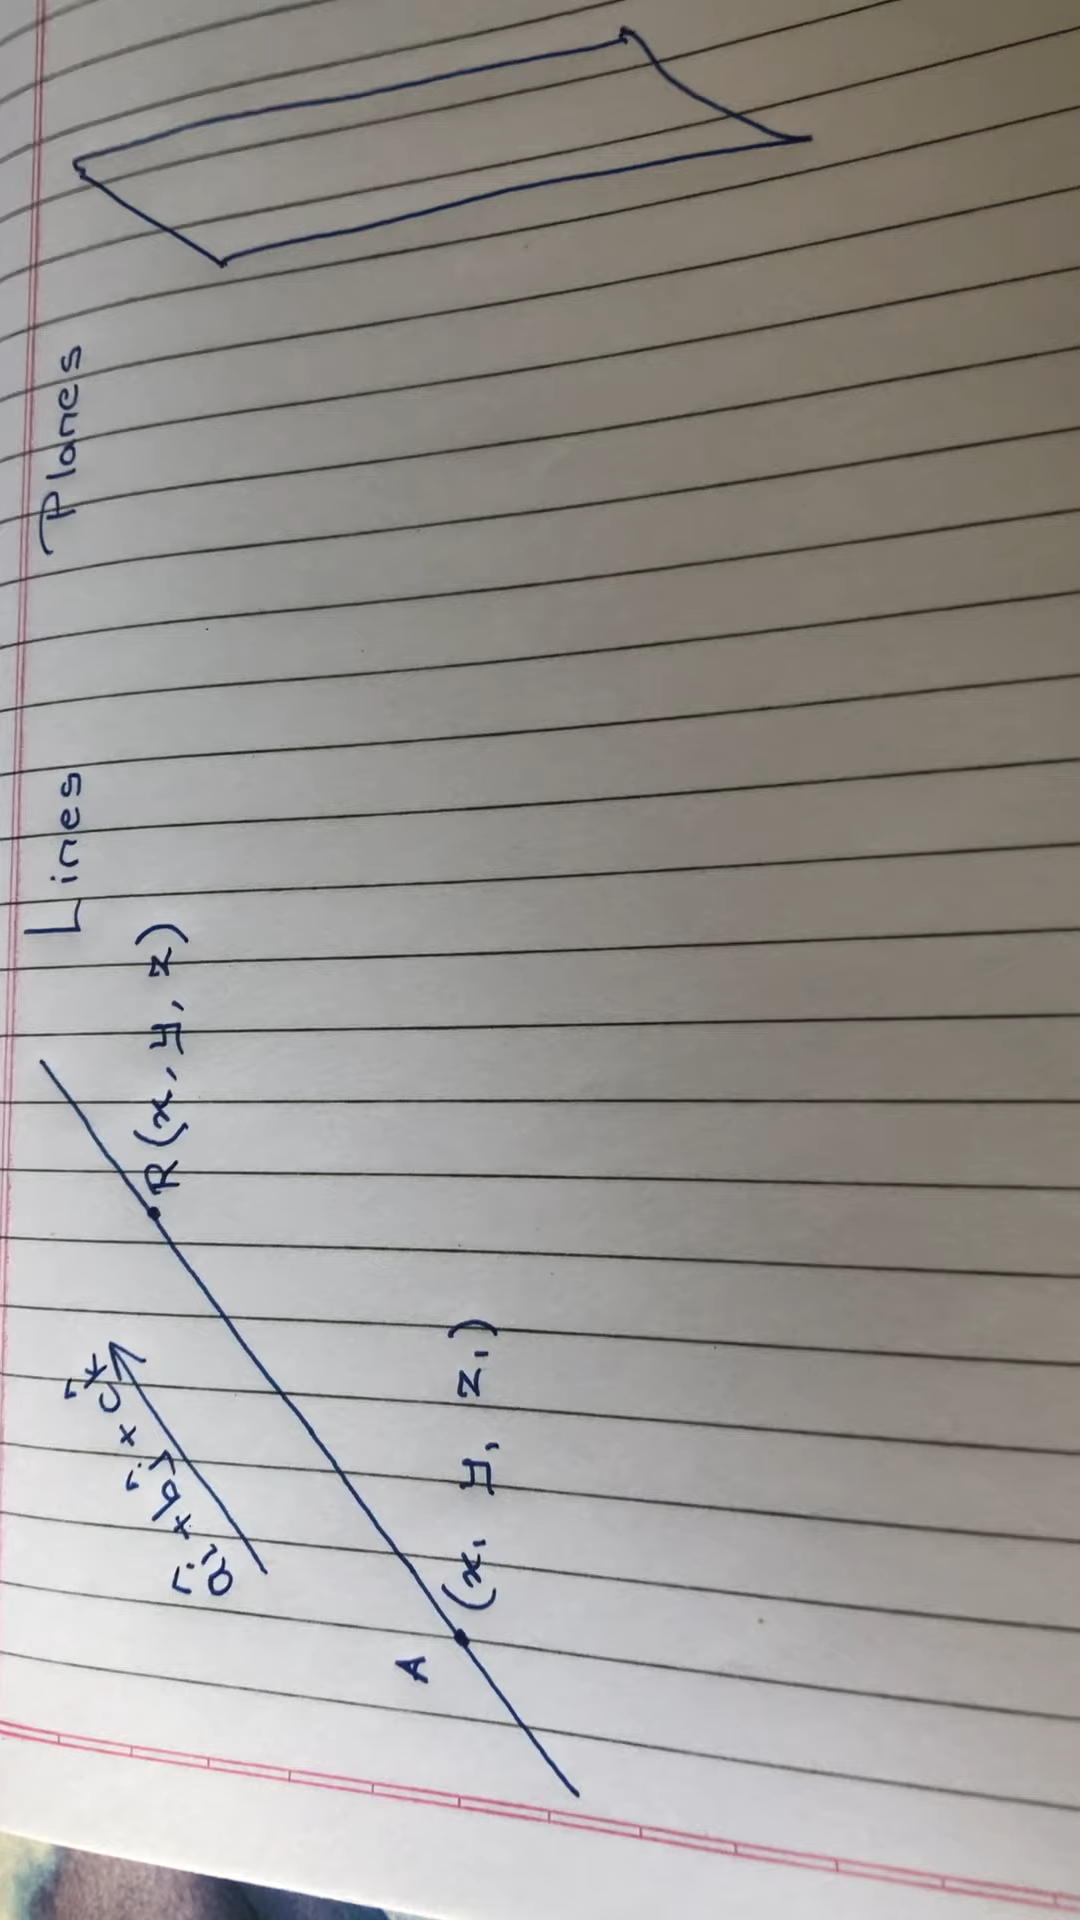 Lines Planes
aî + bĵ + ck̂
R (x, y, z)
A (x₁ y₁ z₁)